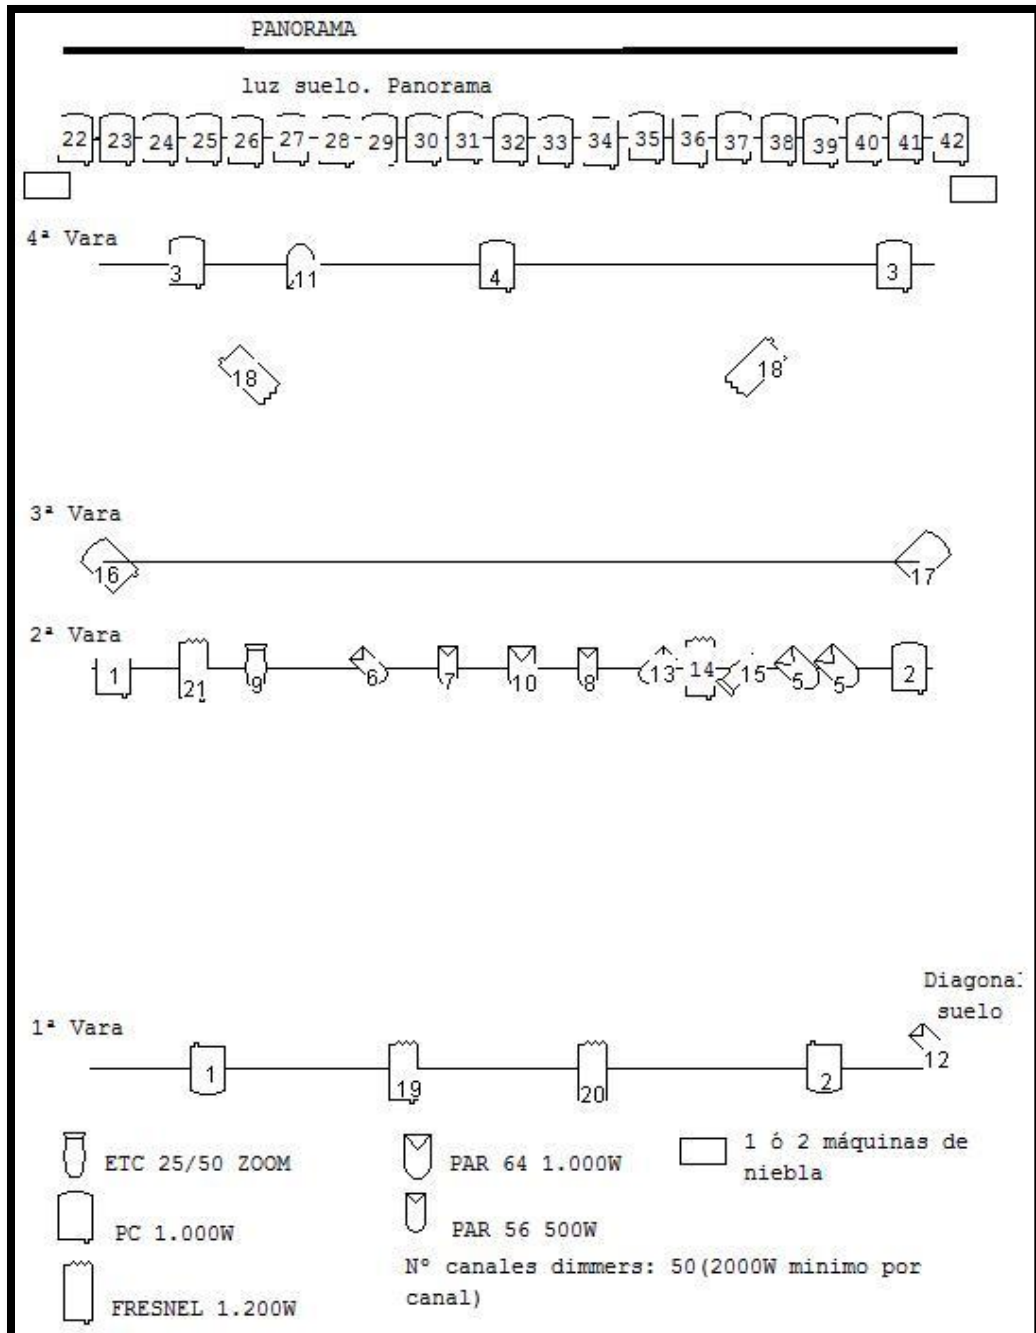 PANORAMA
luz suelo. Panorama
22 23 24 25 26 27 28 29 30 31 32 33 34 35 36 37 38 39 40 41 42
4ª Vara
3 11 4 3
18 18
3ª Vara
16 17
2ª Vara
1 21 9 6 7 10 8 13 14 15 5 5 2
Diagonal
suelo
1ª Vara
1 19 20 2 12
ETC 25/50 ZOOM
PAR 64 1.000W
1 ó 2 máquinas de
niebla
PC 1.000W
PAR 56 500W
FRESNEL 1.200W
Nº canales dimmers: 50(2000W minimo por
canal)